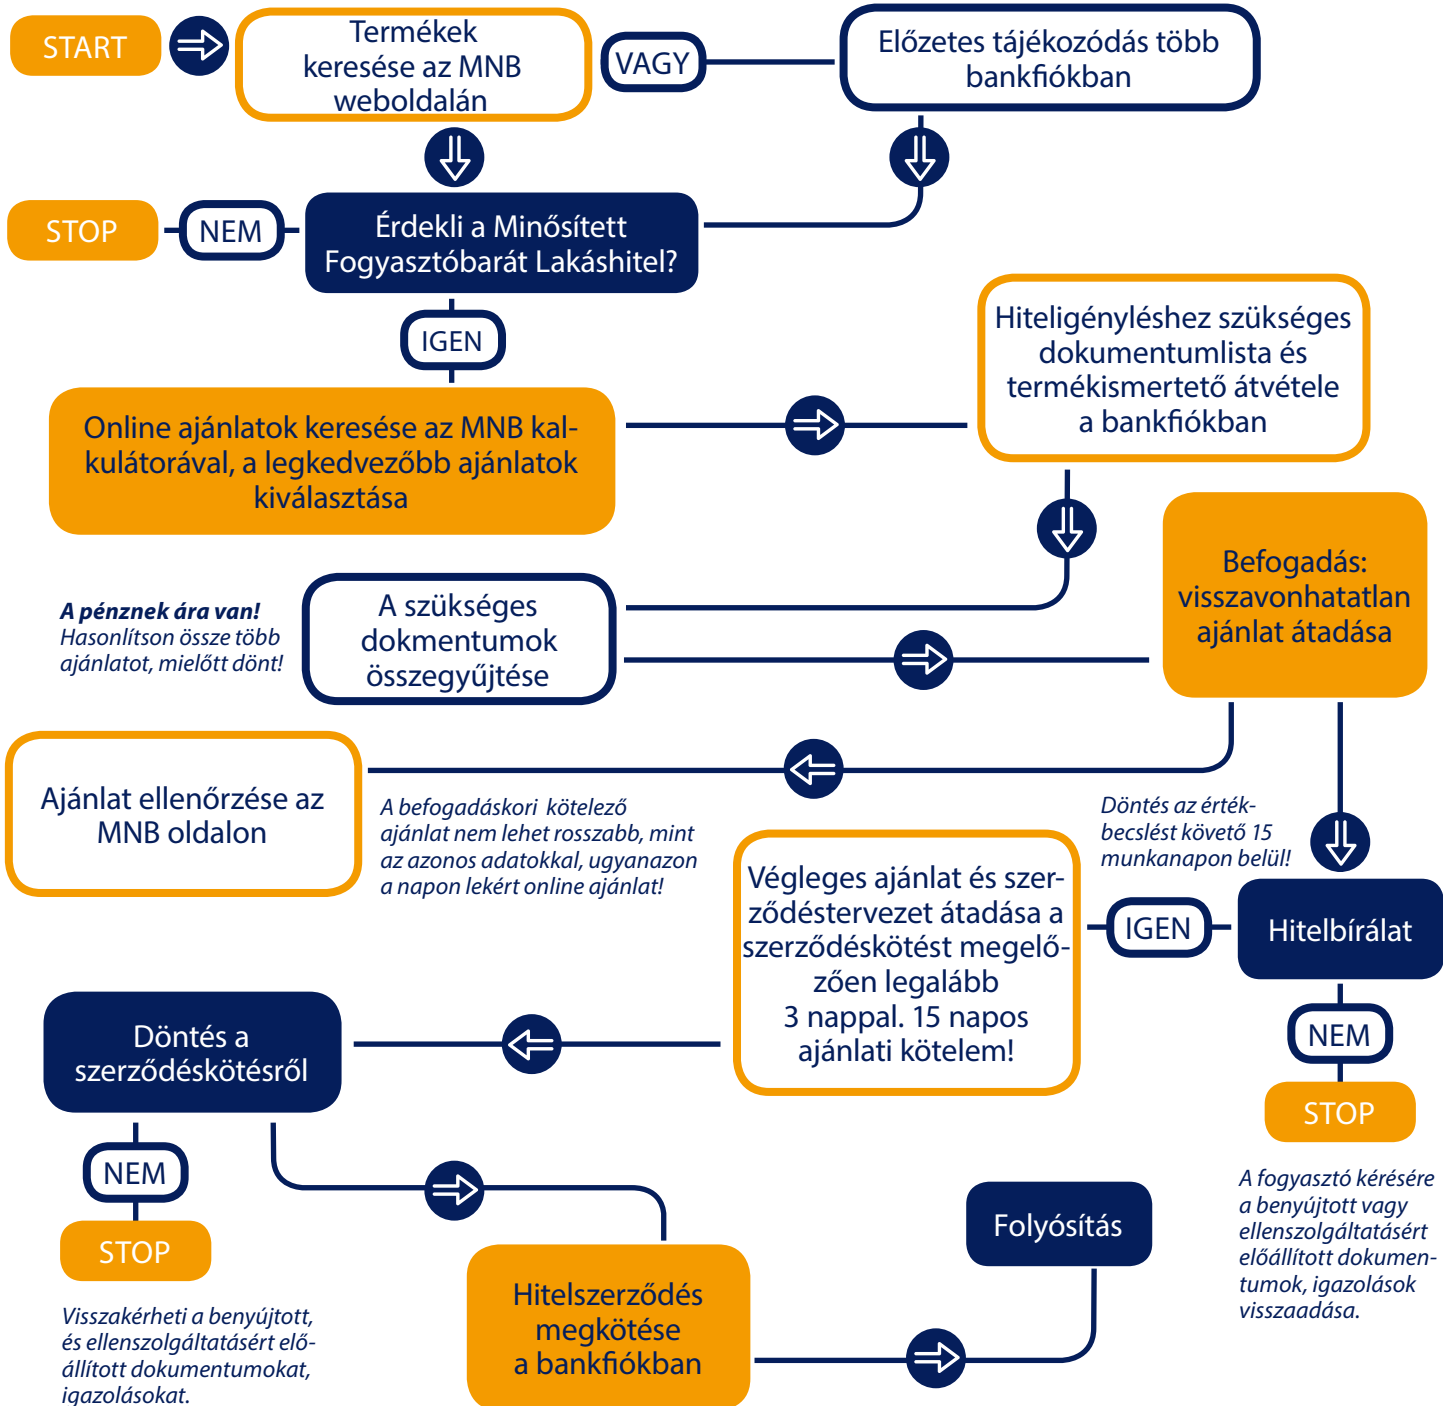 START
Termékek
keresése az MNB
weboldalán
VAGY
Előzetes tájékozódás több
bankfiókban
STOP
NEM
Érdekli a Minősített
Fogyasztóbarát Lakáshitel?
IGEN
Hiteligényléshez szükséges
dokumentumlista és
termékismertető átvétele
a bankfiókban
Online ajánlatok keresése az MNB kal-
kulátorával, a legkedvezőbb ajánlatok
kiválasztása
Befogadás:
visszavonhatatlan
ajánlat átadása
A pénznek ára van!
Hasonlítson össze több
ajánlatot, mielőtt dönt!
A szükséges
dokmentumok
összegyűjtése
Ajánlat ellenőrzése az
MNB oldalon
A befogadáskori kötelező
ajánlat nem lehet rosszabb, mint
az azonos adatokkal, ugyanazon
a napon lekért online ajánlat!
Döntés az érték-
becslést követő 15
munkanapon belül!
Végleges ajánlat és szer-
ződéstervezet átadása a
szerződéskötést megelő-
zően legalább
3 nappal. 15 napos
ajánlati kötelem!
IGEN
Hitelbírálat
NEM
STOP
A fogyasztó kérésére
a benyújtott vagy
ellenszolgáltatásért
előállított dokumen-
tumok, igazolások
visszaadása.
Döntés a
szerződéskötésről
NEM
STOP
Visszakérheti a benyújtott,
és ellenszolgáltatásért elő-
állított dokumentumokat,
igazolásokat.
Hitelszerződés
megkötése
a bankfiókban
Folyósítás